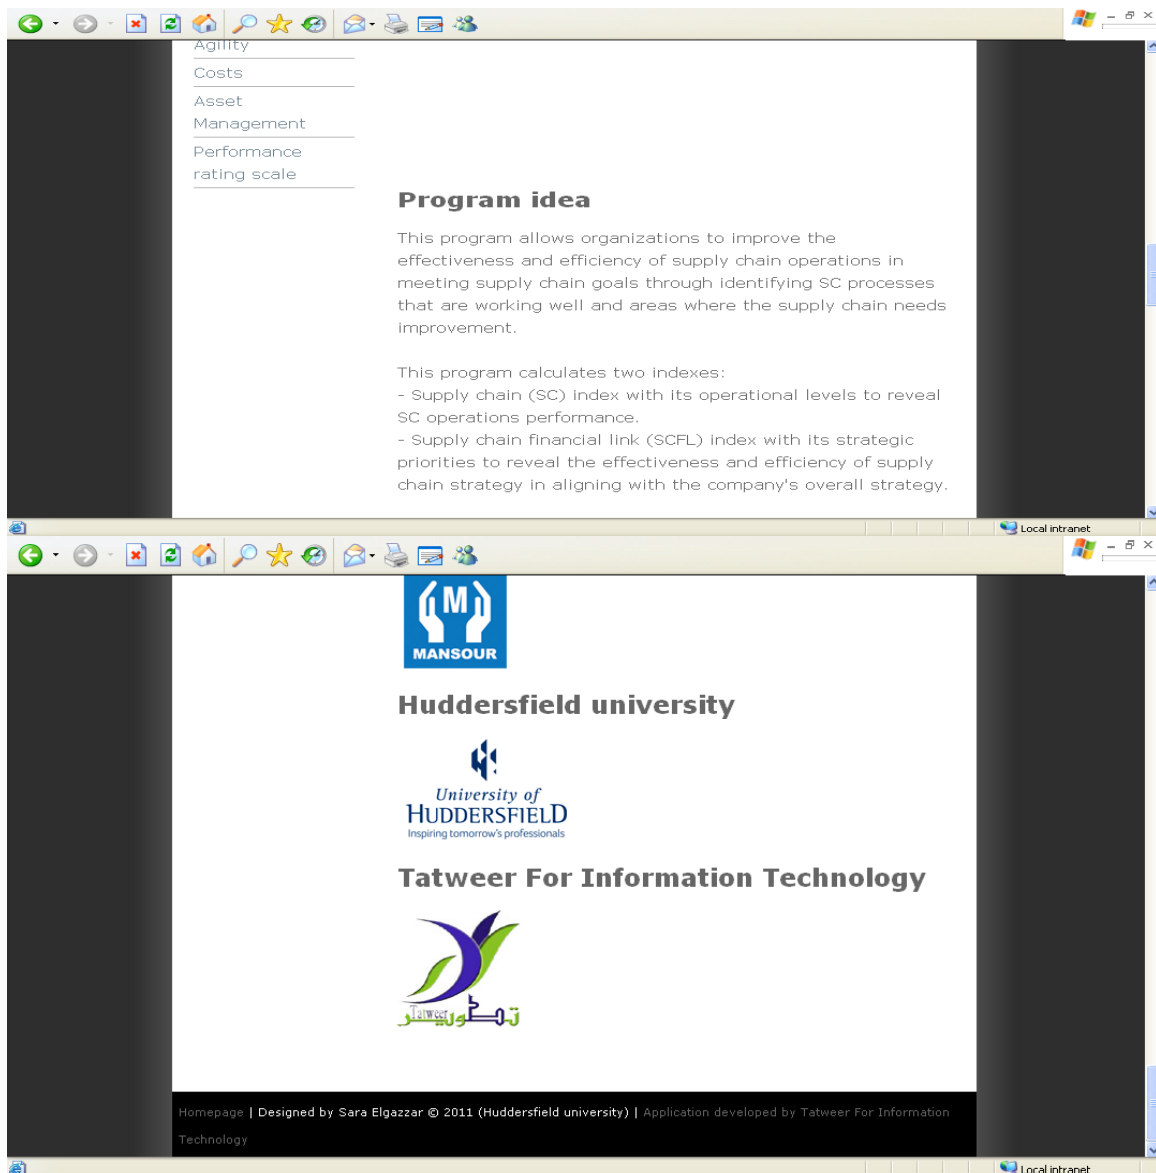 Agility
Costs
Asset
Management
Performance
rating scale
Program idea
This program allows organizations to improve the
effectiveness and efficiency of supply chain operations in
meeting supply chain goals through identifying SC processes
that are working well and areas where the supply chain needs
improvement.
This program calculates two indexes:
- Supply chain (SC) index with its operational levels to reveal
SC operations performance.
- Supply chain financial link (SCFL) index with its strategic
priorities to reveal the effectiveness and efficiency of supply
chain strategy in aligning with the company's overall strategy.
Local intranet
M
MANSOUR
Huddersfield university
University of
HUDDERSFIELD
Inspiring tomorrow's professionals
Tatweer For Information Technology
Tatweer
تطوير
Homepage | Designed by Sara Elgazzar © 2011 (Huddersfield university) | Application developed by Tatweer For Information
Technology
Local intranet